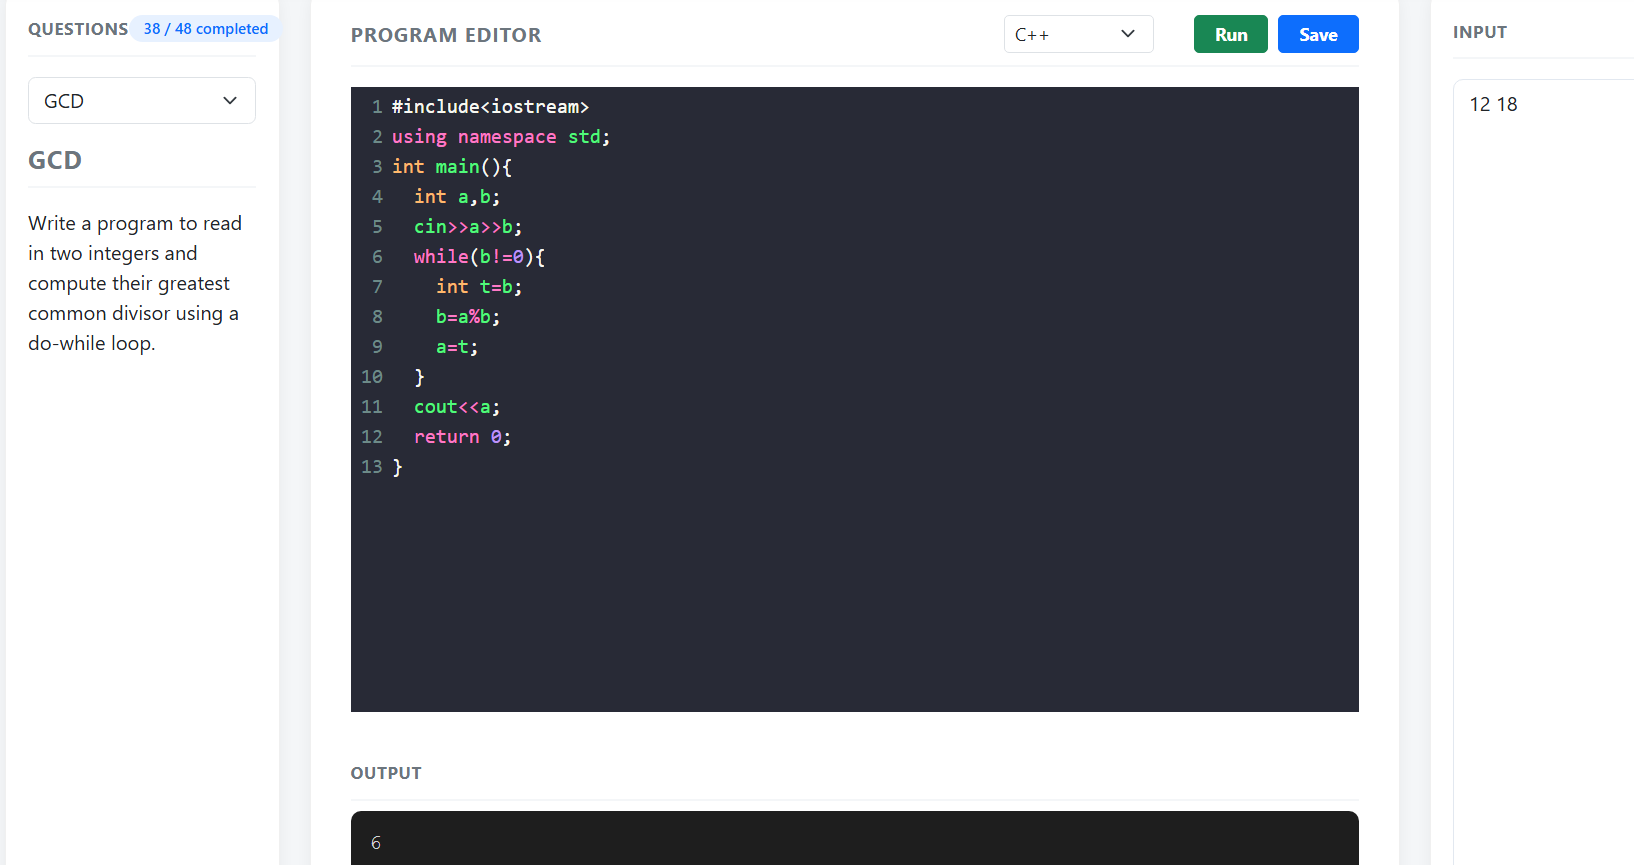 QUESTIONS 38 / 48 completed
GCD
GCD
Write a program to read
in two integers and
compute their greatest
common divisor using a
do-while loop.
PROGRAM EDITOR
C++
Run
Save
1 #include<iostream>
2 using namespace std;
3 int main(){
4   int a,b;
5   cin>>a>>b;
6   while(b!=0){
7     int t=b;
8     b=a%b;
9     a=t;
10   }
11   cout<<a;
12   return 0;
13 }
OUTPUT
6
INPUT
12 18